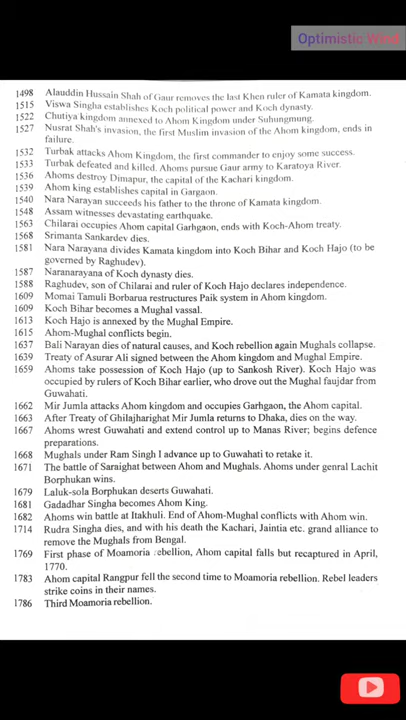 Optimistic Wind
1498 Alauddin Hussain Shah of Gaur removes the last Khen ruler of Kamata kingdom.
1515 Viswa Singha establishes Koch political power and Koch dynasty.
1522 Chutiya kingdom annexed to Ahom Kingdom under Suhungmung.
1527 Nusrat Shah's invasion, the first Muslim invasion of the Ahom kingdom, ends in
failure.
1532 Turbak attacks Ahom Kingdom, the first commander to enjoy some success.
1533 Turbak defeated and killed. Ahoms pursue Gaur army to Karatoya River.
1536 Ahoms destroy Dimapur, the capital of the Kachari kingdom.
1539 Ahom king establishes capital in Gargaon.
1540 Nara Narayan succeeds his father to the throne of Kamata kingdom.
1548 Assam witnesses devastating earthquake.
1563 Chilarai occupies Ahom capital Garhgaon, ends with Koch-Ahom treaty.
1568 Srimanta Sankardev dies.
1581 Nara Narayana divides Kamata kingdom into Koch Bihar and Koch Hajo (to be
governed by Raghudev).
1587 Naranarayana of Koch dynasty dies.
1588 Raghudev, son of Chilarai and ruler of Koch Hajo declares independence.
1609 Momai Tamuli Borbarua restructures Paik system in Ahom kingdom.
1609 Koch Bihar becomes a Mughal vassal.
1613 Koch Hajo is annexed by the Mughal Empire.
1615 Ahom-Mughal conflicts begin.
1637 Bali Narayan dies of natural causes, and Koch rebellion again Mughals collapse.
1639 Treaty of Asurar Ali signed between the Ahom kingdom and Mughal Empire.
1659 Ahoms take possession of Koch Hajo (up to Sankosh River). Koch Hajo was
occupied by rulers of Koch Bihar earlier, who drove out the Mughal faujdar from
Guwahati.
1662 Mir Jumla attacks Ahom kingdom and occupies Garhgaon, the Ahom capital.
1663 After Treaty of Ghilajharighat Mir Jumla returns to Dhaka, dies on the way.
1667 Ahoms wrest Guwahati and extend control up to Manas River; begins defence
preparations.
1668 Mughals under Ram Singh I advance up to Guwahati to retake it.
1671 The battle of Saraighat between Ahom and Mughals. Ahoms under genral Lachit
Borphukan wins.
1679 Laluk-sola Borphukan deserts Guwahati.
1681 Gadadhar Singha becomes Ahom King.
1682 Ahoms win battle at Itakhuli. End of Ahom-Mughal conflicts with Ahom win.
1714 Rudra Singha dies, and with his death the Kachari, Jaintia etc. grand alliance to
remove the Mughals from Bengal.
1769 First phase of Moamoria rebellion, Ahom capital falls but recaptured in April,
1770.
1783 Ahom capital Rangpur fell the second time to Moamoria rebellion. Rebel leaders
strike coins in their names.
1786 Third Moamoria rebellion.